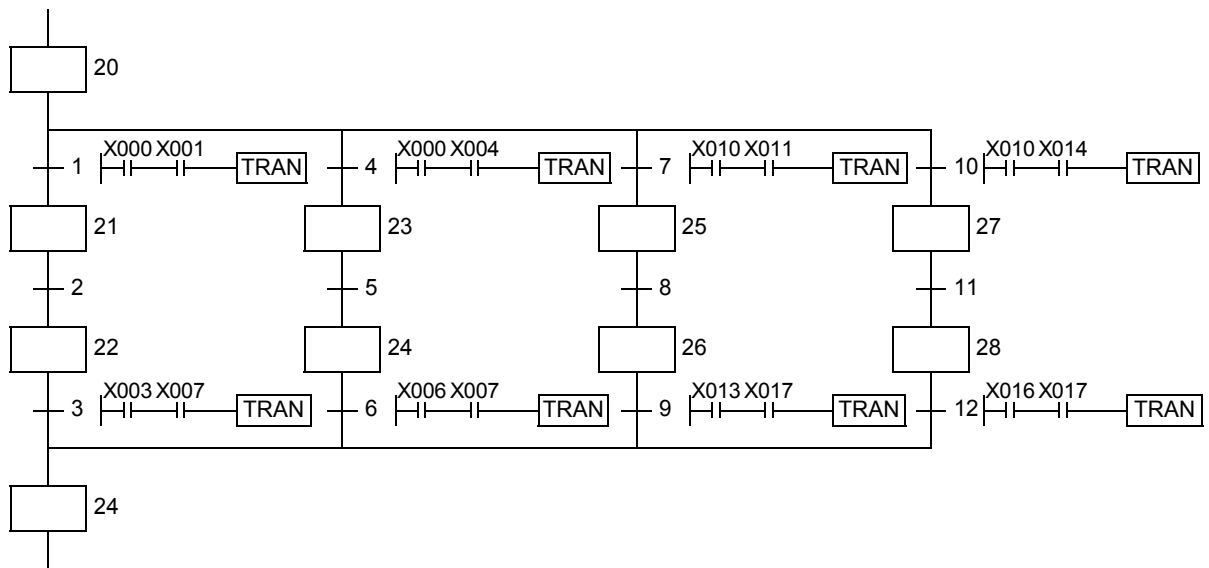 20
1 X000 X001 TRAN 4 X000 X004 TRAN 7 X010 X011 TRAN 10 X010 X014 TRAN
21 23 25 27
2 5 8 11
22 24 26 28
3 X003 X007 TRAN 6 X006 X007 TRAN 9 X013 X017 TRAN 12 X016 X017 TRAN
24